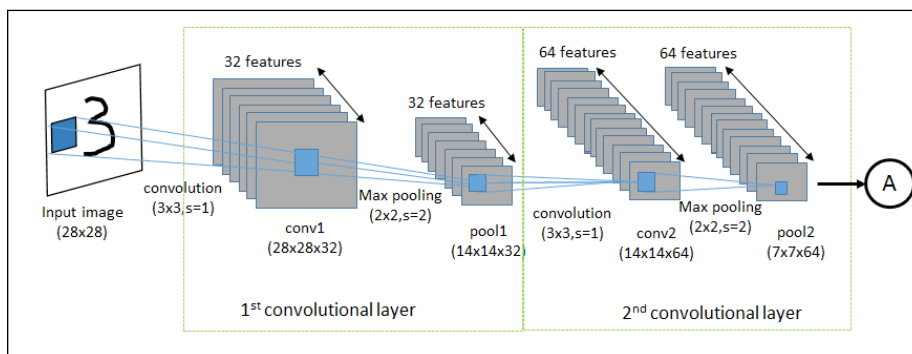 3
Input image
(28x28)
convolution
(3x3,s=1)
32 features
conv1
(28x28x32)
Max pooling
(2x2,s=2)
32 features
pool1
(14x14x32)
1st convolutional layer
convolution
(3x3,s=1)
64 features
conv2
(14x14x64)
Max pooling
(2x2,s=2)
64 features
pool2
(7x7x64)
2nd convolutional layer
A